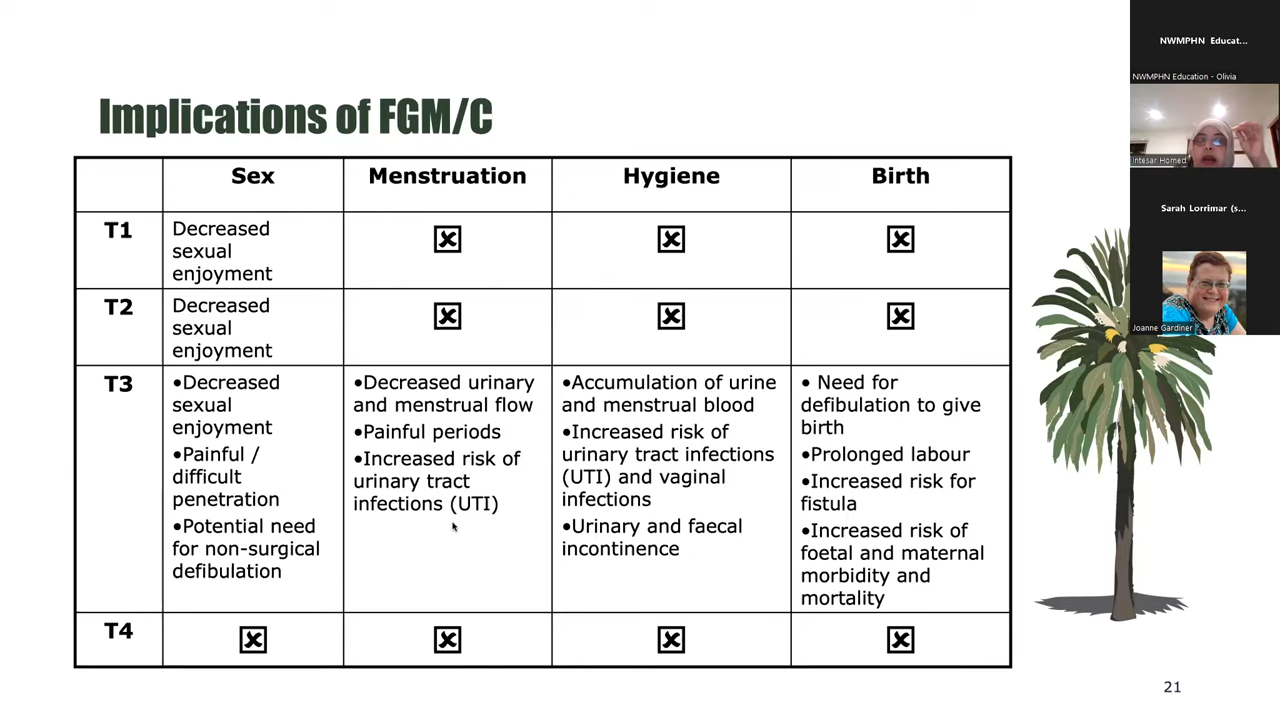 Implications of FGM/C
Sex
Menstruation
Hygiene
Birth
T1
Decreased
sexual
enjoyment
T2
Decreased
sexual
enjoyment
T3
•Decreased
sexual
enjoyment
•Painful /
difficult
penetration
•Potential need
for non-surgical
defibulation
•Decreased urinary
and menstrual flow
•Painful periods
•Increased risk of
urinary tract
infections (UTI)
•Accumulation of urine
and menstrual blood
•Increased risk of
urinary tract infections
(UTI) and vaginal
infections
•Urinary and faecal
incontinence
• Need for
defibulation to give
birth
•Prolonged labour
•Increased risk for
fistula
•Increased risk of
foetal and maternal
morbidity and
mortality
T4
21
NWMPHN Educat...
NWMPHN Education - Olivia
Intesar Homed
Sarah Lorrimar (s...
Joanne Gardiner